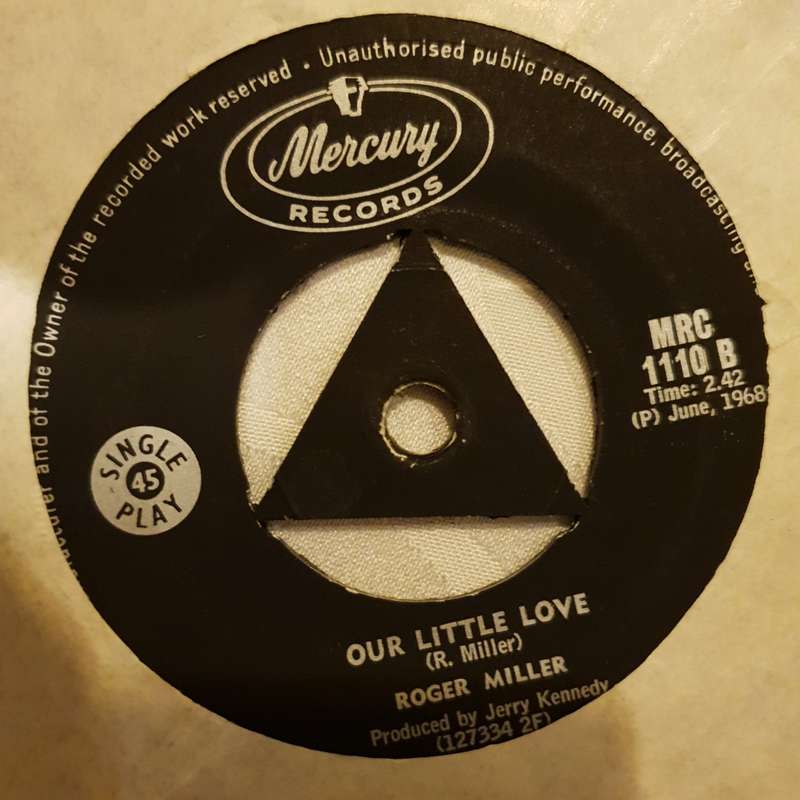 and of the Owner of the recorded work reserved · Unauthorised public performance, broadcasting
Mercury
RECORDS
MRC
1110 B
Time: 2.42
(P) June, 1968
SINGLE
45
PLAY
OUR LITTLE LOVE
(R. Miller)
ROGER MILLER
Produced by Jerry Kennedy
(127334 2F)